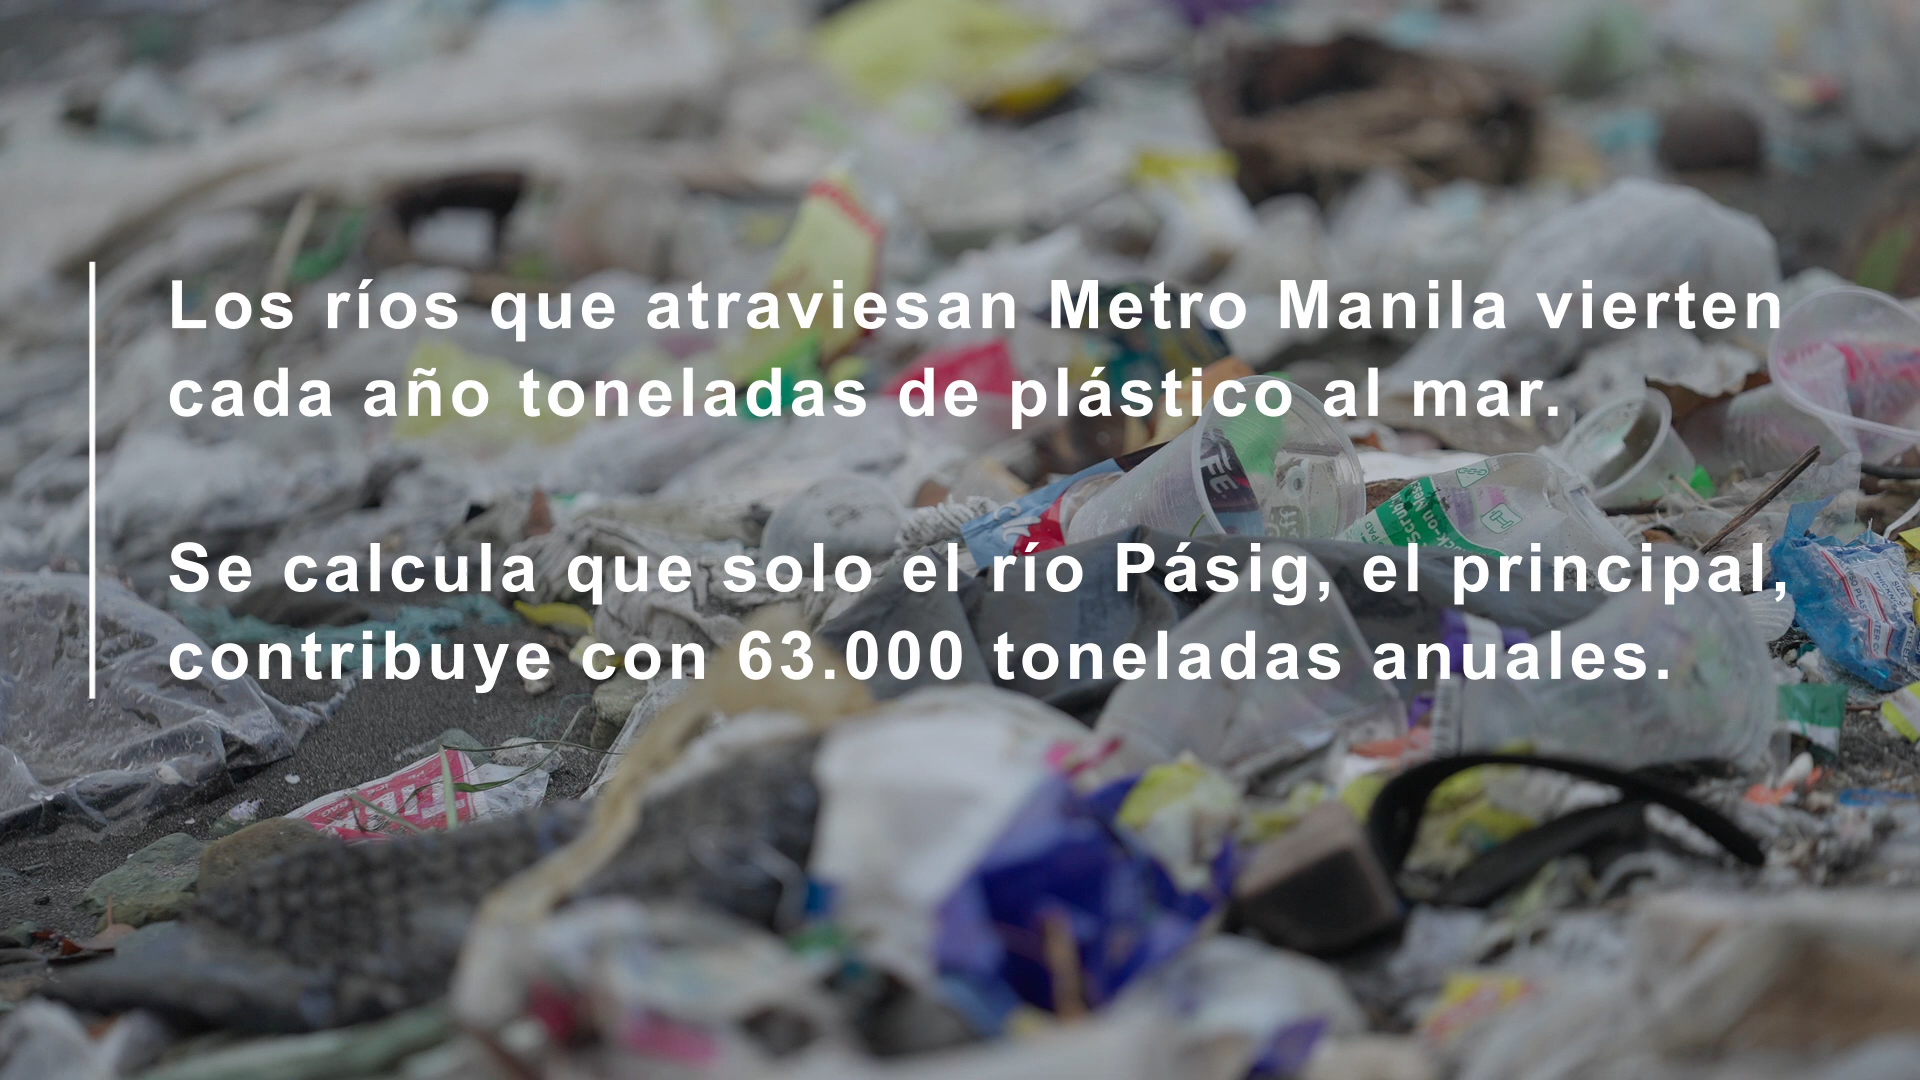 Los ríos que atraviesan Metro Manila vierten
cada año toneladas de plástico al mar.
Se calcula que solo el río Pásig, el principal,
contribuye con 63.000 toneladas anuales.